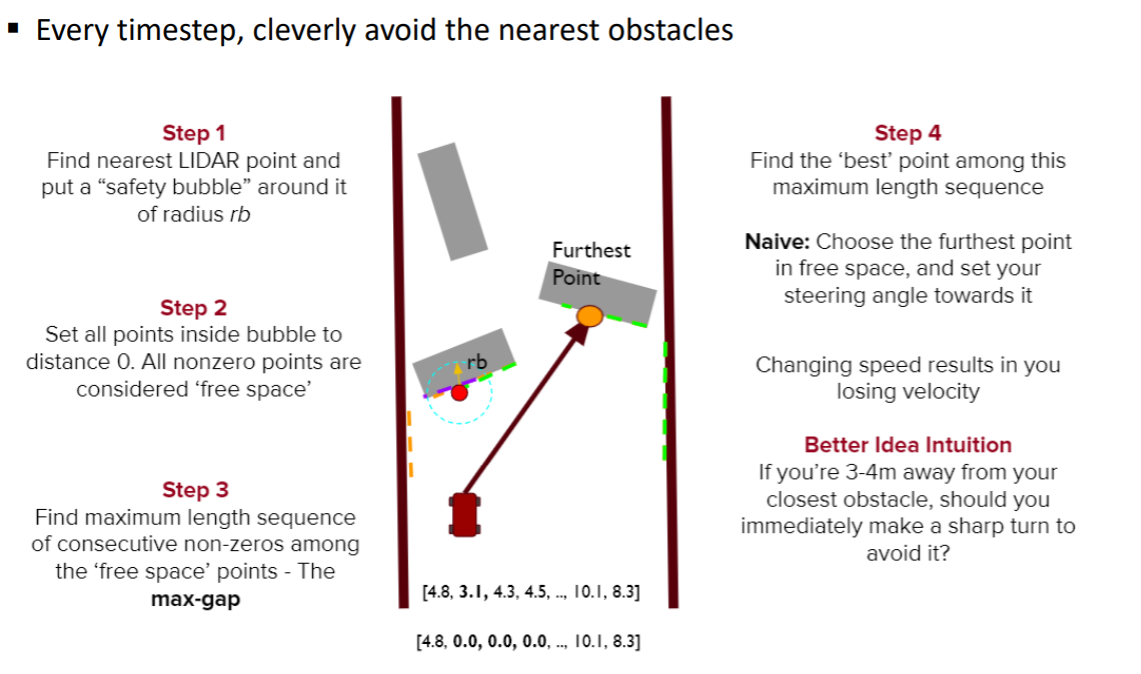 ▪ Every timestep, cleverly avoid the nearest obstacles
Step 1
Find nearest LIDAR point and
put a “safety bubble” around it
of radius rb
Step 2
Set all points inside bubble to
distance 0. All nonzero points are
considered ‘free space’
Step 3
Find maximum length sequence
of consecutive non-zeros among
the ‘free space’ points - The
max-gap
Furthest
Point
rb
[4.8, 3.1, 4.3, 4.5, .., 10.1, 8.3]
[4.8, 0.0, 0.0, 0.0, .., 10.1, 8.3]
Step 4
Find the ‘best’ point among this
maximum length sequence
Naive: Choose the furthest point
in free space, and set your
steering angle towards it
Changing speed results in you
losing velocity
Better Idea Intuition
If you’re 3-4m away from your
closest obstacle, should you
immediately make a sharp turn to
avoid it?